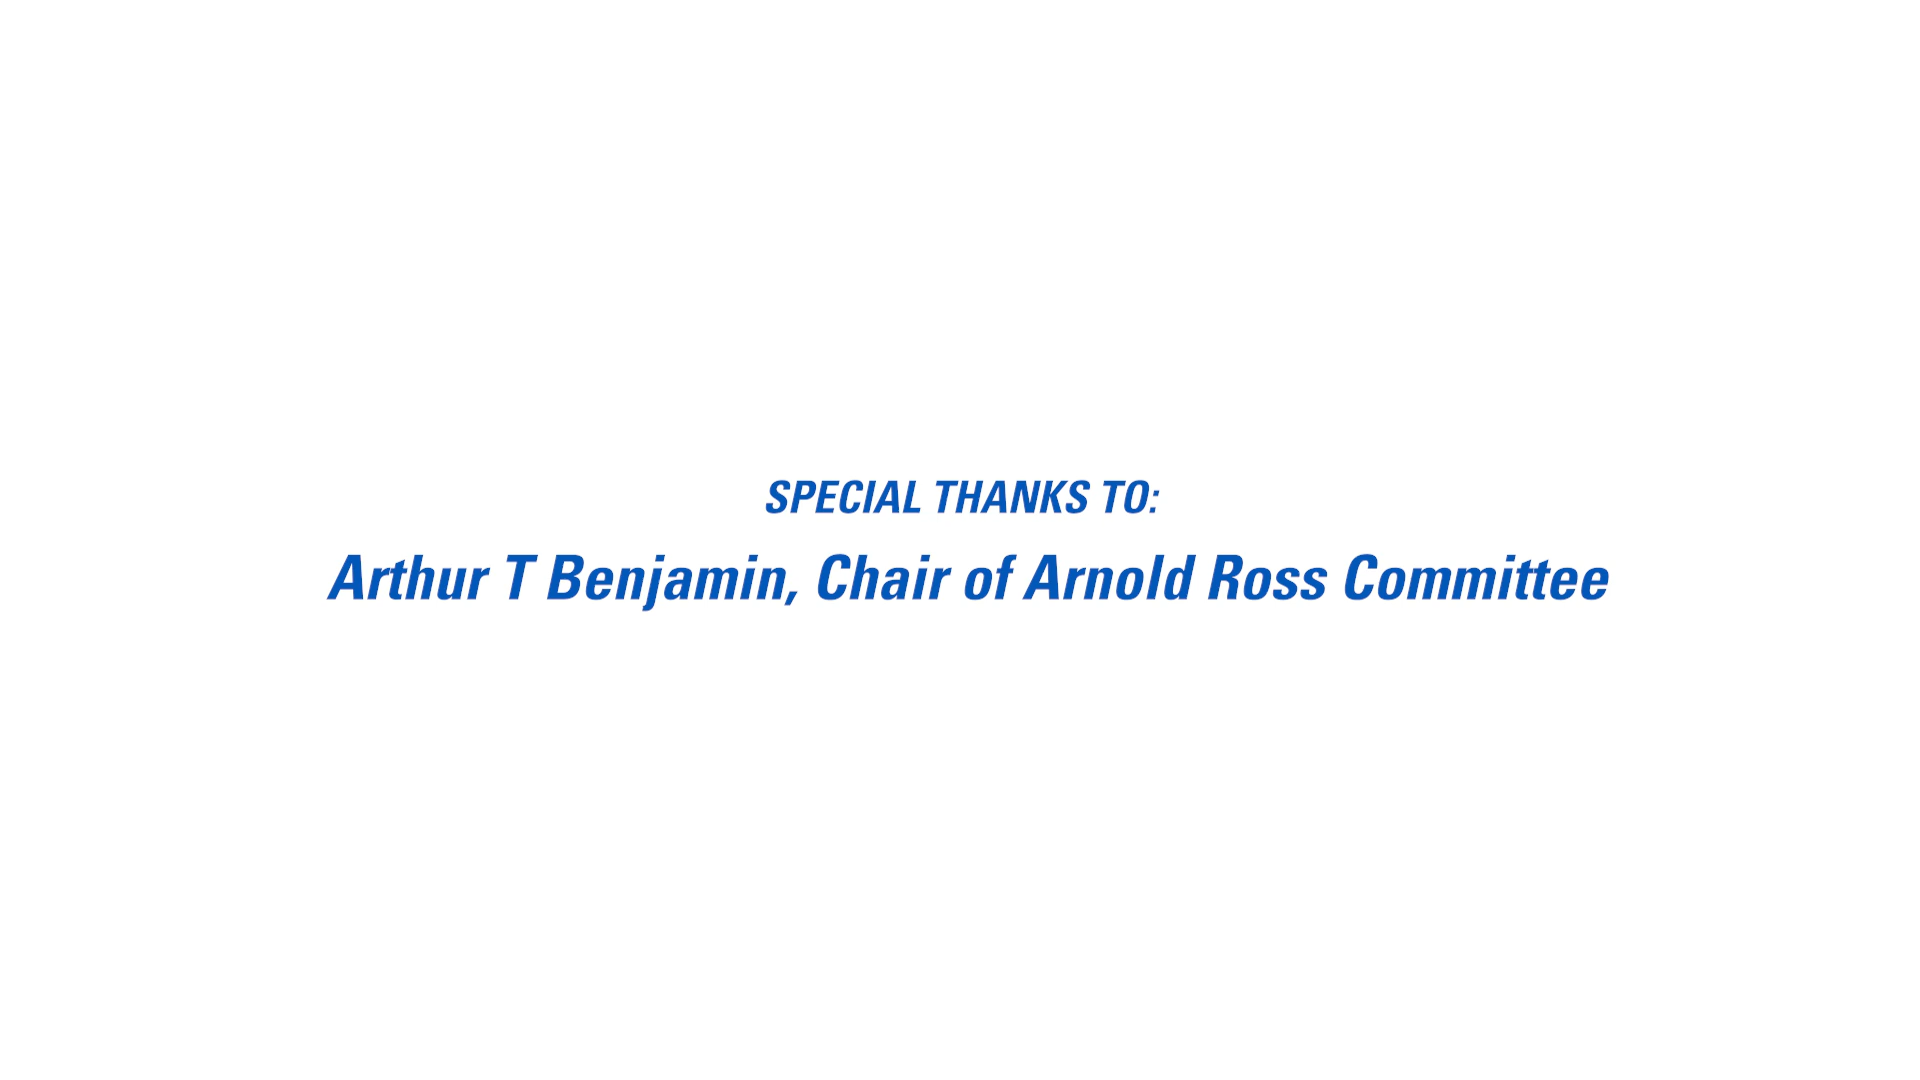 SPECIAL THANKS TO:
Arthur T Benjamin, Chair of Arnold Ross Committee